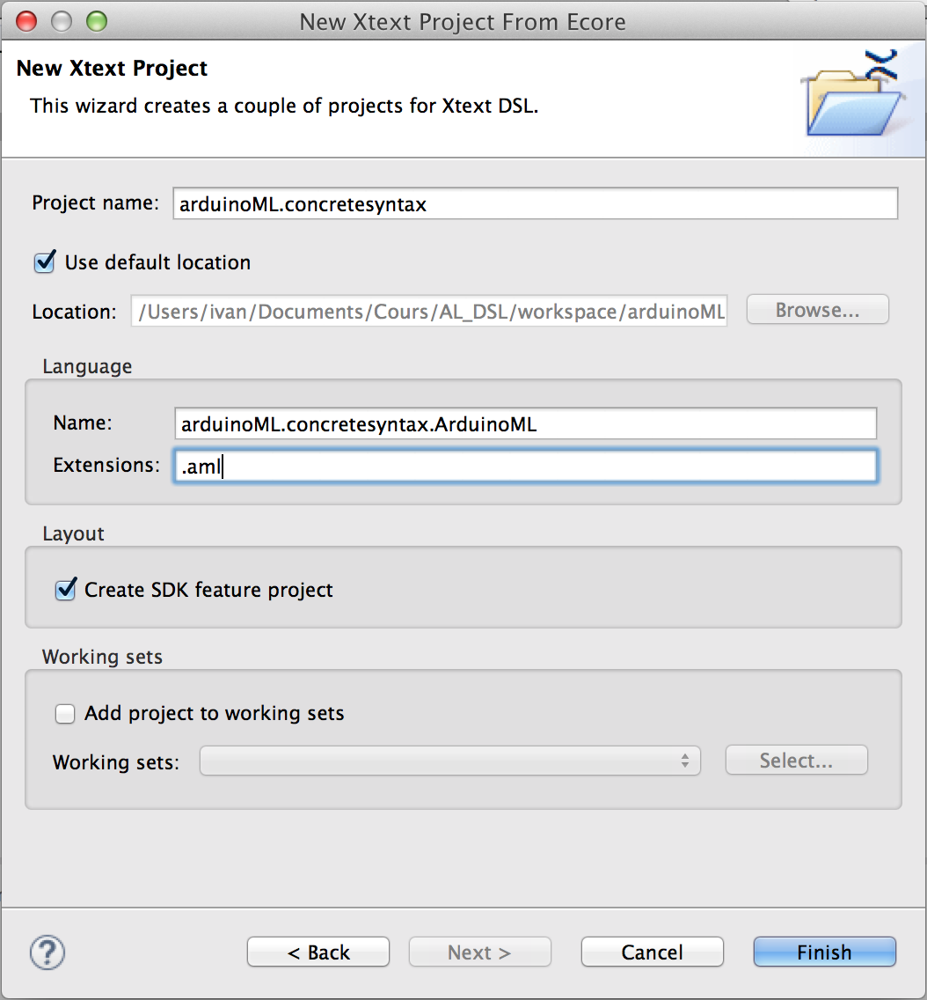 New Xtext Project From Ecore
New Xtext Project
This wizard creates a couple of projects for Xtext DSL.
Project name: arduinoML.concretesyntax
Use default location
Location: /Users/ivan/Documents/Cours/AL_DSL/workspace/arduinoML Browse...
Language
Name: arduinoML.concretesyntax.ArduinoML
Extensions: .aml
Layout
Create SDK feature project
Working sets
Add project to working sets
Working sets: Select...
? < Back Next > Cancel Finish